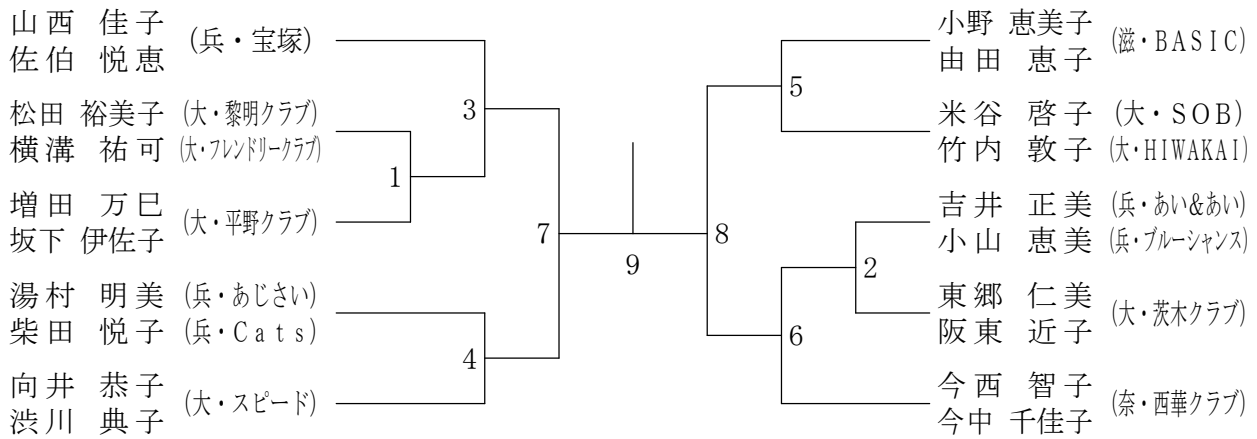 山西 佳子 (兵・宝塚)
佐伯 悦恵
松田 裕美子 (大・黎明クラブ)
横溝 祐可 (大・フレンドリークラブ)
増田 万巳 (大・平野クラブ)
坂下 伊佐子
湯村 明美 (兵・あじさい)
柴田 悦子 (兵・Cats)
向井 恭子 (大・スピード)
渋川 典子
3
1
7
4
9
8
5
2
6
小野 恵美子 (滋・BASIC)
由田 恵子
米谷 啓子 (大・SOB)
竹内 敦子 (大・HIWAKAI)
吉井 正美 (兵・あい&あい)
小山 恵美 (兵・ブルーシャンス)
東郷 仁美 (大・茨木クラブ)
阪東 近子
今西 智子 (奈・西華クラブ)
今中 千佳子